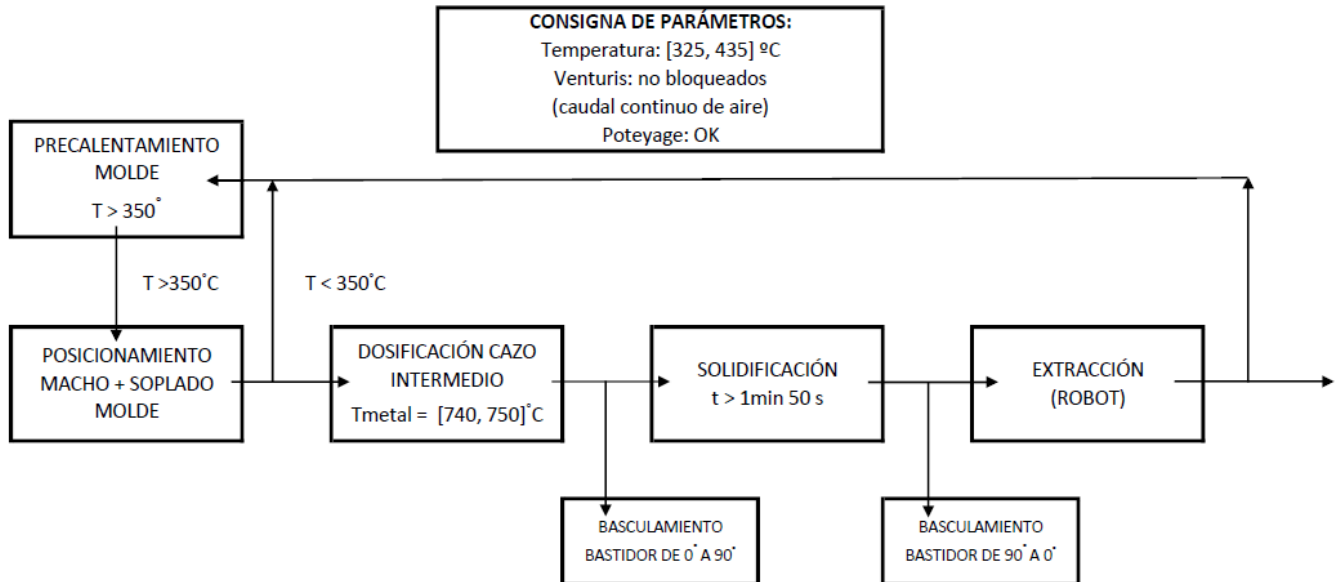 CONSIGNA DE PARÁMETROS:
Temperatura: [325, 435] ºC
Venturis: no bloqueados
(caudal continuo de aire)
Poteyage: OK
PRECALENTAMIENTO
MOLDE
T > 350°
T >350°C
T < 350°C
POSICIONAMIENTO
MACHO + SOPLADO
MOLDE
DOSIFICACIÓN CAZO
INTERMEDIO
Tmetal = [740, 750]°C
SOLIDIFICACIÓN
t > 1min 50 s
EXTRACCIÓN
(ROBOT)
BASCULAMIENTO
BASTIDOR DE 0° A 90°
BASCULAMIENTO
BASTIDOR DE 90° A 0°